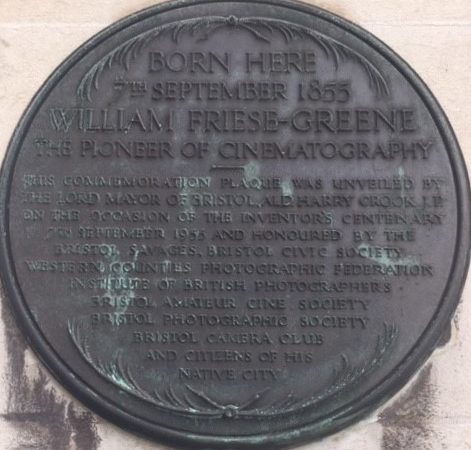 BORN HERE
7TH SEPTEMBER 1855
WILLIAM FRIESE-GREENE
THE PIONEER OF CINEMATOGRAPHY
THIS COMMEMORATION PLAQUE WAS UNVEILED BY
THE LORD MAYOR OF BRISTOL, ALD. HARRY CROOK, J.P.
ON THE OCCASION OF THE INVENTOR'S CENTENARY
7TH SEPTEMBER 1955 AND HONOURED BY THE
BRISTOL SAVAGES, BRISTOL CIVIC SOCIETY
WESTERN COUNTIES PHOTOGRAPHIC FEDERATION
INSTITUTE OF BRITISH PHOTOGRAPHERS
BRISTOL AMATEUR CINE SOCIETY
BRISTOL PHOTOGRAPHIC SOCIETY
BRISTOL CAMERA CLUB
AND CITIZENS OF HIS
NATIVE CITY